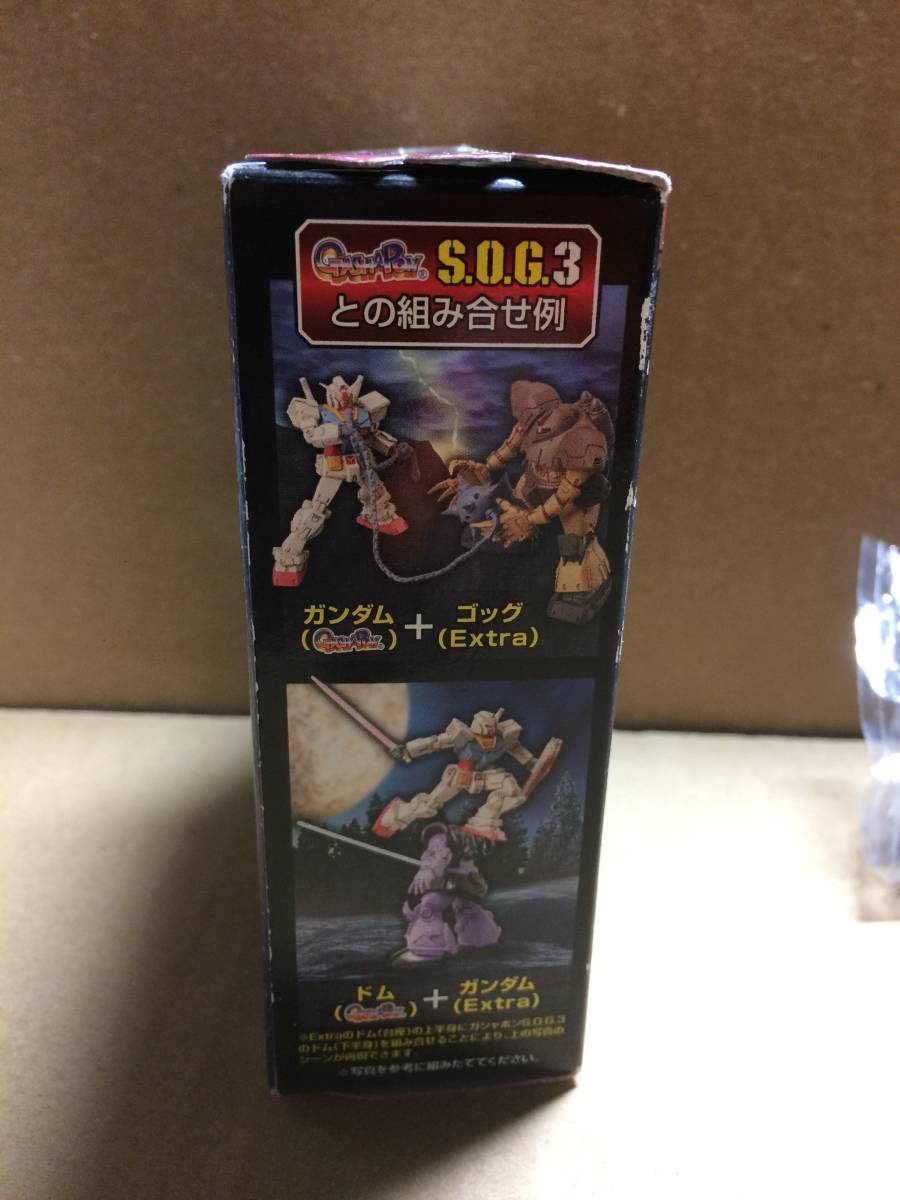 GASHAPON® S.O.G.3
との組み合せ例
ガンダム + ゴッグ
(GASHAPON®) (Extra)
ドム + ガンダム
(GASHAPON®) (Extra)
※Extraのドム(台座)の上半身にガシャポンS.O.G.3
のドム(下半身)を組み合せることにより、上の写真の
シーンが再現できます。
※写真を参考に組みたててください。